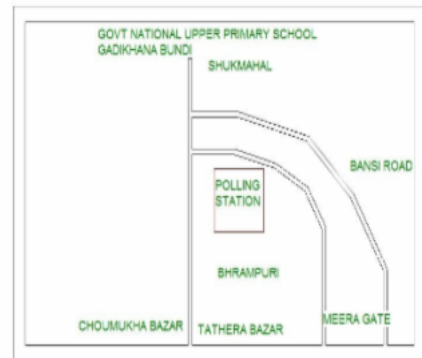 GOVT NATIONAL UPPER PRIMARY SCHOOL
GADIKHANA BUNDI
SHUKMAHAL
BANSI ROAD
POLLING
STATION
BHRAMPURI
MEERA GATE
CHOUMUKHA BAZAR
TATHERA BAZAR